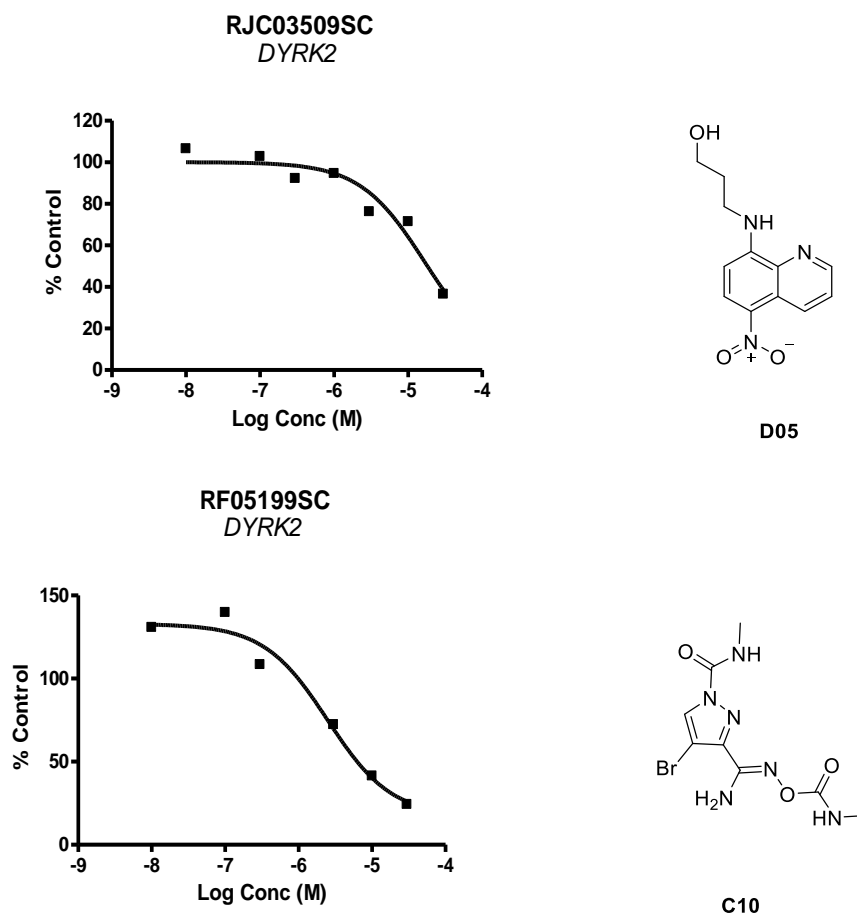 RJC03509SC
DYRK2
120
100
80
60
40
20
0
% Control
-9 -8 -7 -6 -5 -4
Log Conc (M)
OH
NH
N
N
+
O
O
−
D05
RF05199SC
DYRK2
150
100
50
0
% Control
-9 -8 -7 -6 -5 -4
Log Conc (M)
N
O
NH
N
N
Br
N
O
H2N
O
HN
C10